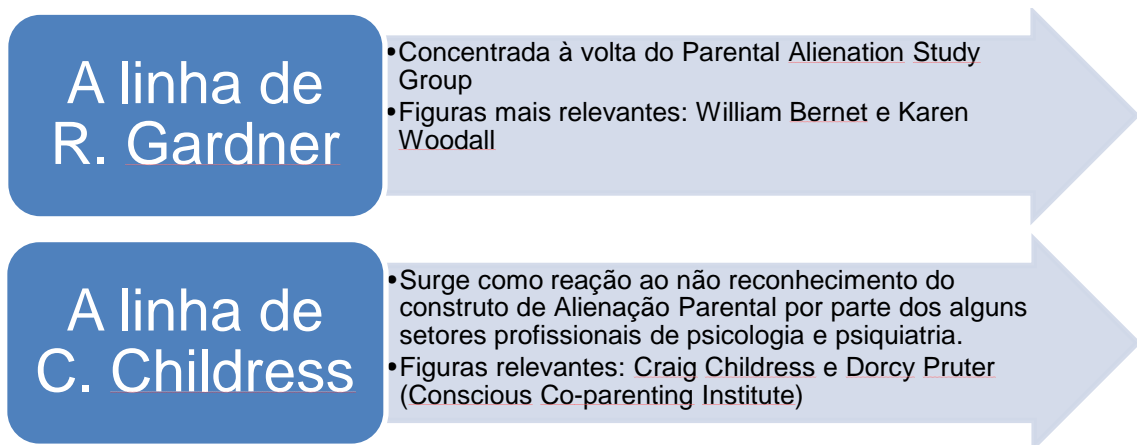 A linha de
R. Gardner
•Concentrada à volta do Parental Alienation Study
Group
•Figuras mais relevantes: William Bernet e Karen
Woodall
A linha de
C. Childress
•Surge como reação ao não reconhecimento do
construto de Alienação Parental por parte dos alguns
setores profissionais de psicologia e psiquiatria.
•Figuras relevantes: Craig Childress e Dorcy Pruter
(Conscious Co-parenting Institute)